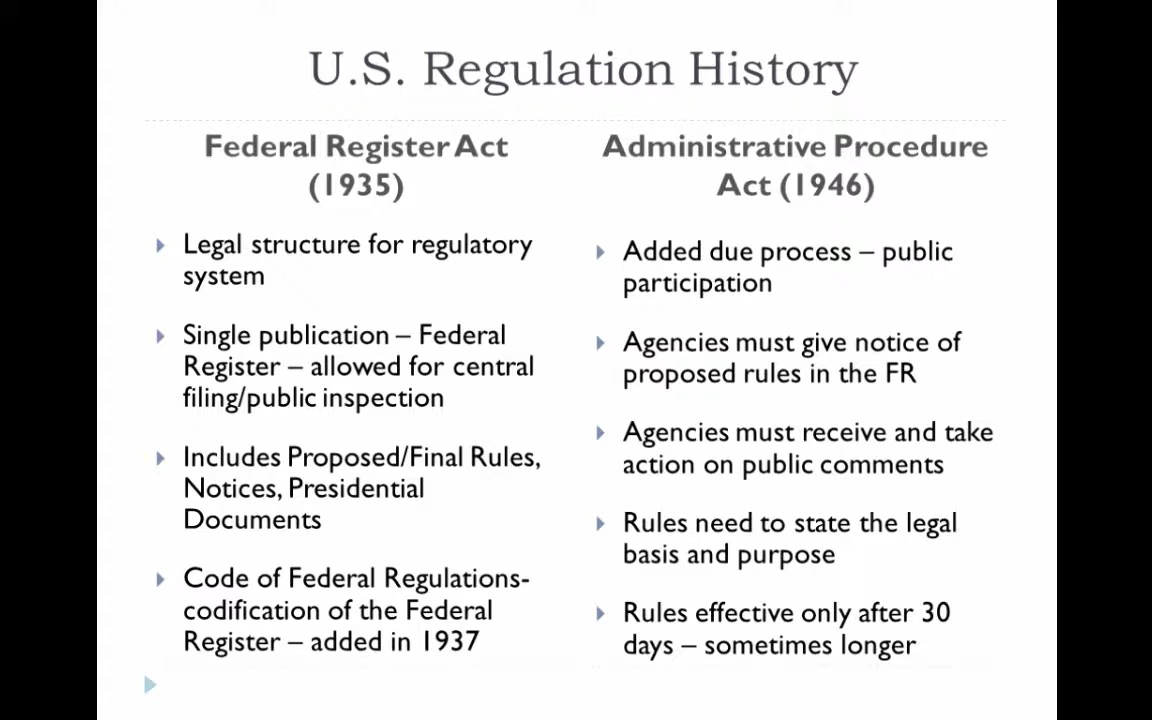 U.S. Regulation History
Federal Register Act
(1935)
Legal structure for regulatory
system
Single publication – Federal
Register – allowed for central
filing/public inspection
Includes Proposed/Final Rules,
Notices, Presidential
Documents
Code of Federal Regulations-
codification of the Federal
Register – added in 1937
Administrative Procedure
Act (1946)
Added due process – public
participation
Agencies must give notice of
proposed rules in the FR
Agencies must receive and take
action on public comments
Rules need to state the legal
basis and purpose
Rules effective only after 30
days – sometimes longer